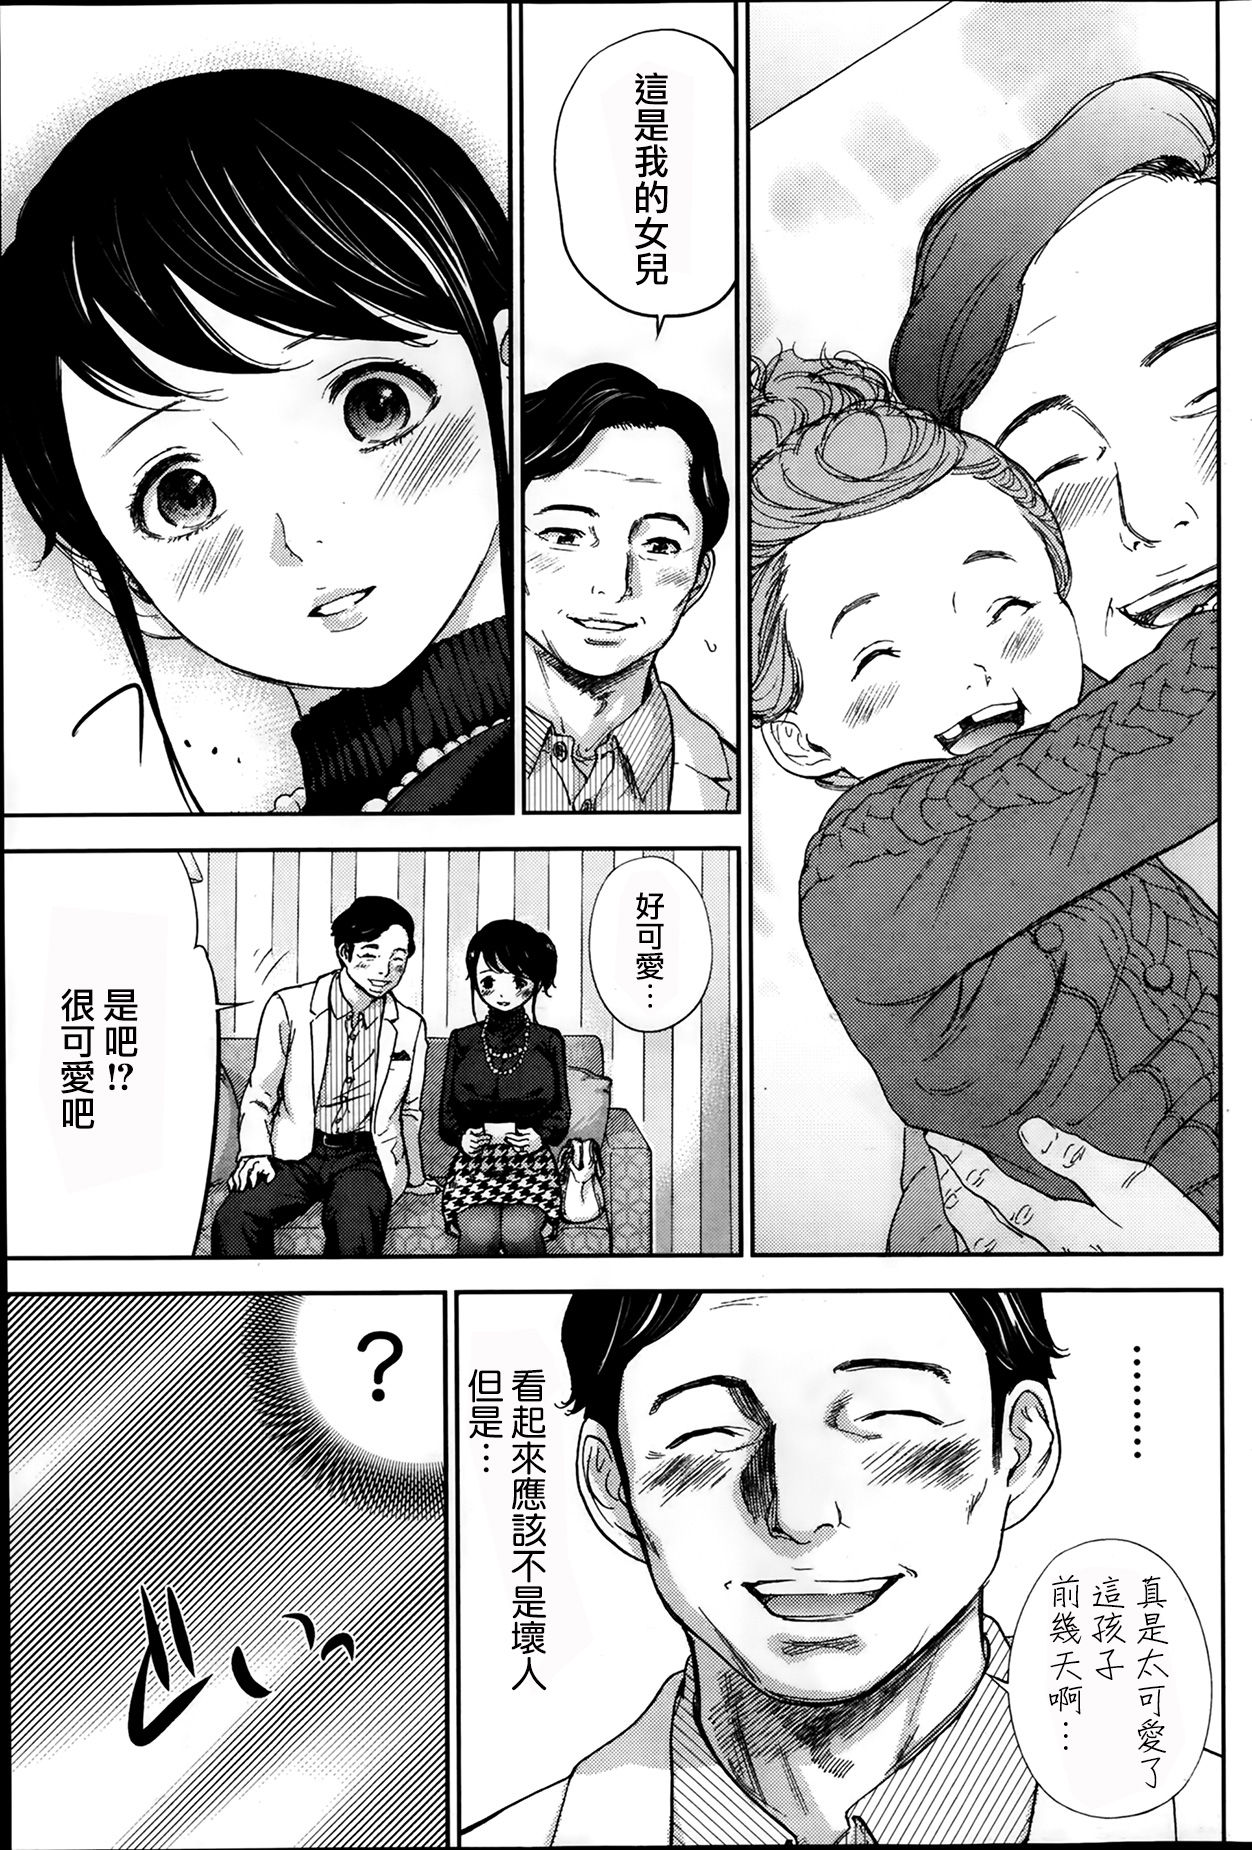 這是我的女兒
好可愛…
是吧!?
很可愛吧
………
真是太可愛了
這孩子
前幾天啊…
看起來應該不是壞人
但是…
？